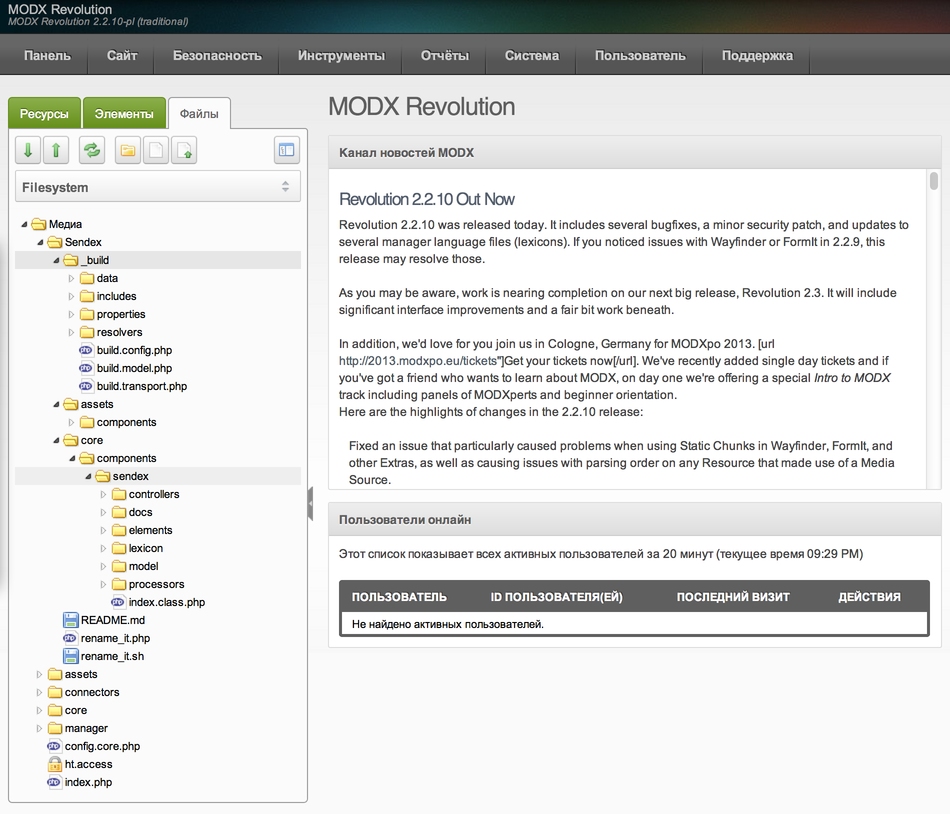 MODX Revolution
MODX Revolution 2.2.10-pl (traditional)
Панель Сайт Безопасность Инструменты Отчёты Система Пользователь Поддержка
Ресурсы Элементы Файлы
Filesystem
Медиа
Sendex
_build
data
includes
properties
resolvers
php build.config.php
php build.model.php
php build.transport.php
assets
components
core
components
sendex
controllers
docs
elements
lexicon
model
processors
php index.class.php
README.md
php rename_it.php
rename_it.sh
assets
connectors
core
manager
php config.core.php
ht.access
php index.php
MODX Revolution
Канал новостей MODX
Revolution 2.2.10 Out Now
Revolution 2.2.10 was released today. It includes several bugfixes, a minor security patch, and updates to
several manager language files (lexicons). If you noticed issues with Wayfinder or FormIt in 2.2.9, this
release may resolve those.
As you may be aware, work is nearing completion on our next big release, Revolution 2.3. It will include
significant interface improvements and a fair bit work beneath.
In addition, we'd love for you join us in Cologne, Germany for MODXpo 2013. [url
http://2013.modxpo.eu/tickets"]Get your tickets now[/url]. We've recently added single day tickets and if
you've got a friend who wants to learn about MODX, on day one we're offering a special Intro to MODX
track including panels of MODXperts and beginner orientation.
Here are the highlights of changes in the 2.2.10 release:
Fixed an issue that particularly caused problems when using Static Chunks in Wayfinder, FormIt, and
other Extras, as well as causing issues with parsing order on any Resource that made use of a Media
Source.
Пользователи онлайн
Этот список показывает всех активных пользователей за 20 минут (текущее время 09:29 PM)
ПОЛЬЗОВАТЕЛЬ ID ПОЛЬЗОВАТЕЛЯ(ЕЙ) ПОСЛЕДНИЙ ВИЗИТ ДЕЙСТВИЯ
Не найдено активных пользователей.